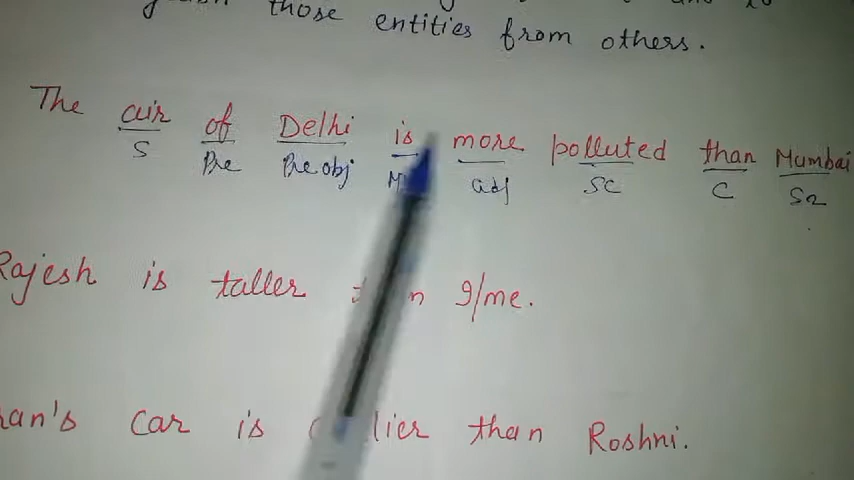 those
entities from others.
The air of Delhi is more polluted than Mumbai
S Pre Pre obj M adj SC C S2
Rajesh is taller I/me.
car is than Roshni.